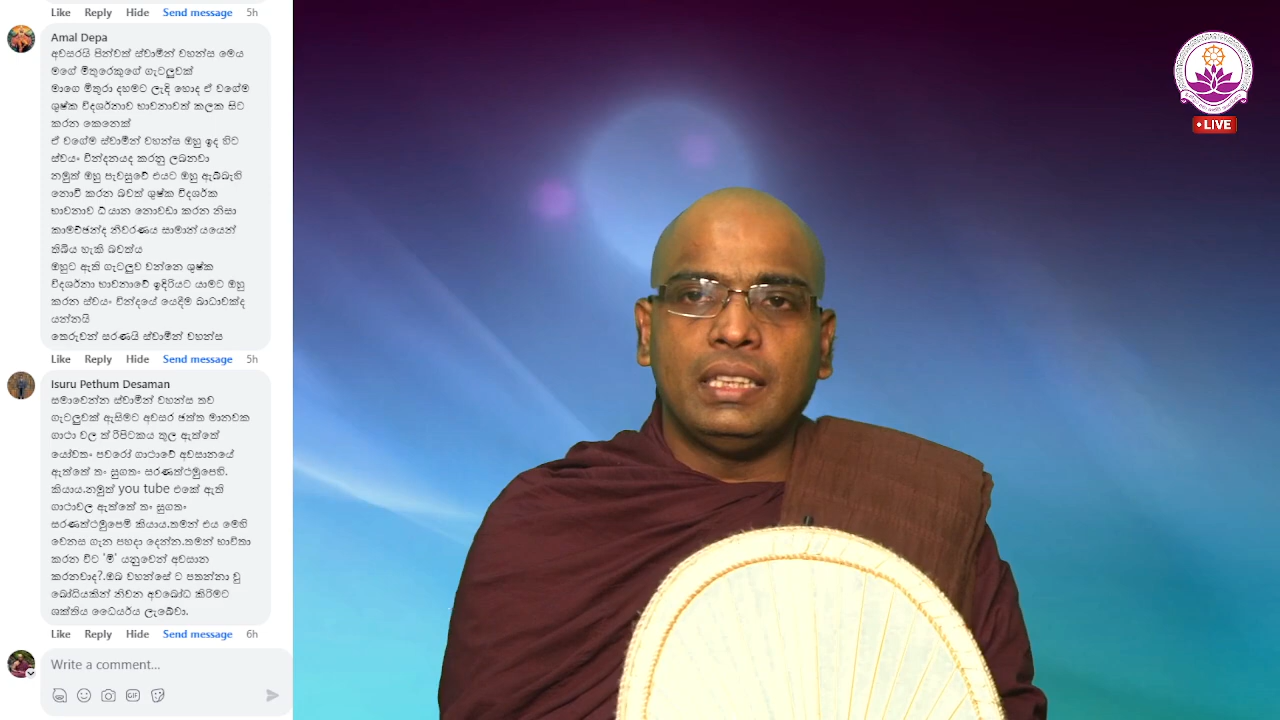 Like Reply Hide Send message 5h
Amal Depa
අවසරයි පින්වත් ස්වාමීන් වහන්ස මෙය
මගේ මිතුරෙකුගේ ගැටලුවක්
මාගෙ මිතුරා දහමට ලැදි හොද ඒ වගේම
ශුෂ්ක විදර්ශනාව භාවනාවත් කලක සිට
කරන කෙනෙක්
ඒ වගේම ස්වාමීන් වහන්ස ඔහු ඉද හිට
ස්වයං වින්දනයද කරනු ලබනවා
නමුත් ඔහු පැවසුවේ එයට ඔහු ඇබ්බැහි
නොවී කරන බවත් ශුෂ්ක විදර්ශක
භාවනාව ධ්‍යාන නොවඩා කරන නිසා
කාමච්ඡන්ද නීවරණය සාමාන්‍යයෙන්
තිබිය හැකි බවත්ය
ඔහුට ඇති ගැටලුව වන්නෙ ශුෂ්ක
විදර්ශනා භාවනාවේ ඉදිරියට යාමට ඔහු
කරන ස්වයං වින්දයේ යෙදීම බාධාවක්ද
යන්නයි
තෙරුවන් සරණයි ස්වාමීන් වහන්ස
Like Reply Hide Send message 5h
Isuru Pethum Desaman
සමාවෙන්න ස්වාමීන් වහන්ස තව
ගැටලුවක් ඇසීමට අවසර ඡත්ත මානවක
ගාථා වල ත්‍රිපිටකය තුල ඇත්තේ
යෝවතං පවරෝ ගාථාවේ අවසානයේ
ඇත්තේ තං සුගතං සරණත්ථමුපෙහි.
කියාය.නමුත් you tube එකේ ඇති
ගාථාවල ඇත්තේ තං සුගතං
සරණත්ථමුපෙමි කියාය.තමන් එය මෙහි
වෙනස ගැන පහදා දෙන්න.තමන් භාවිතා
කරන විට 'මි' යනුවෙන් අවසාන
කරනවාද?.ඔබ වහන්සේ ට පතන්නා වු
බෝධියකින් නිවන අවබෝධ කිරිමට
ශක්තිය ධෛර්ය ලැබේවා.
Like Reply Hide Send message 6h
Write a comment...
GIF
LIVE